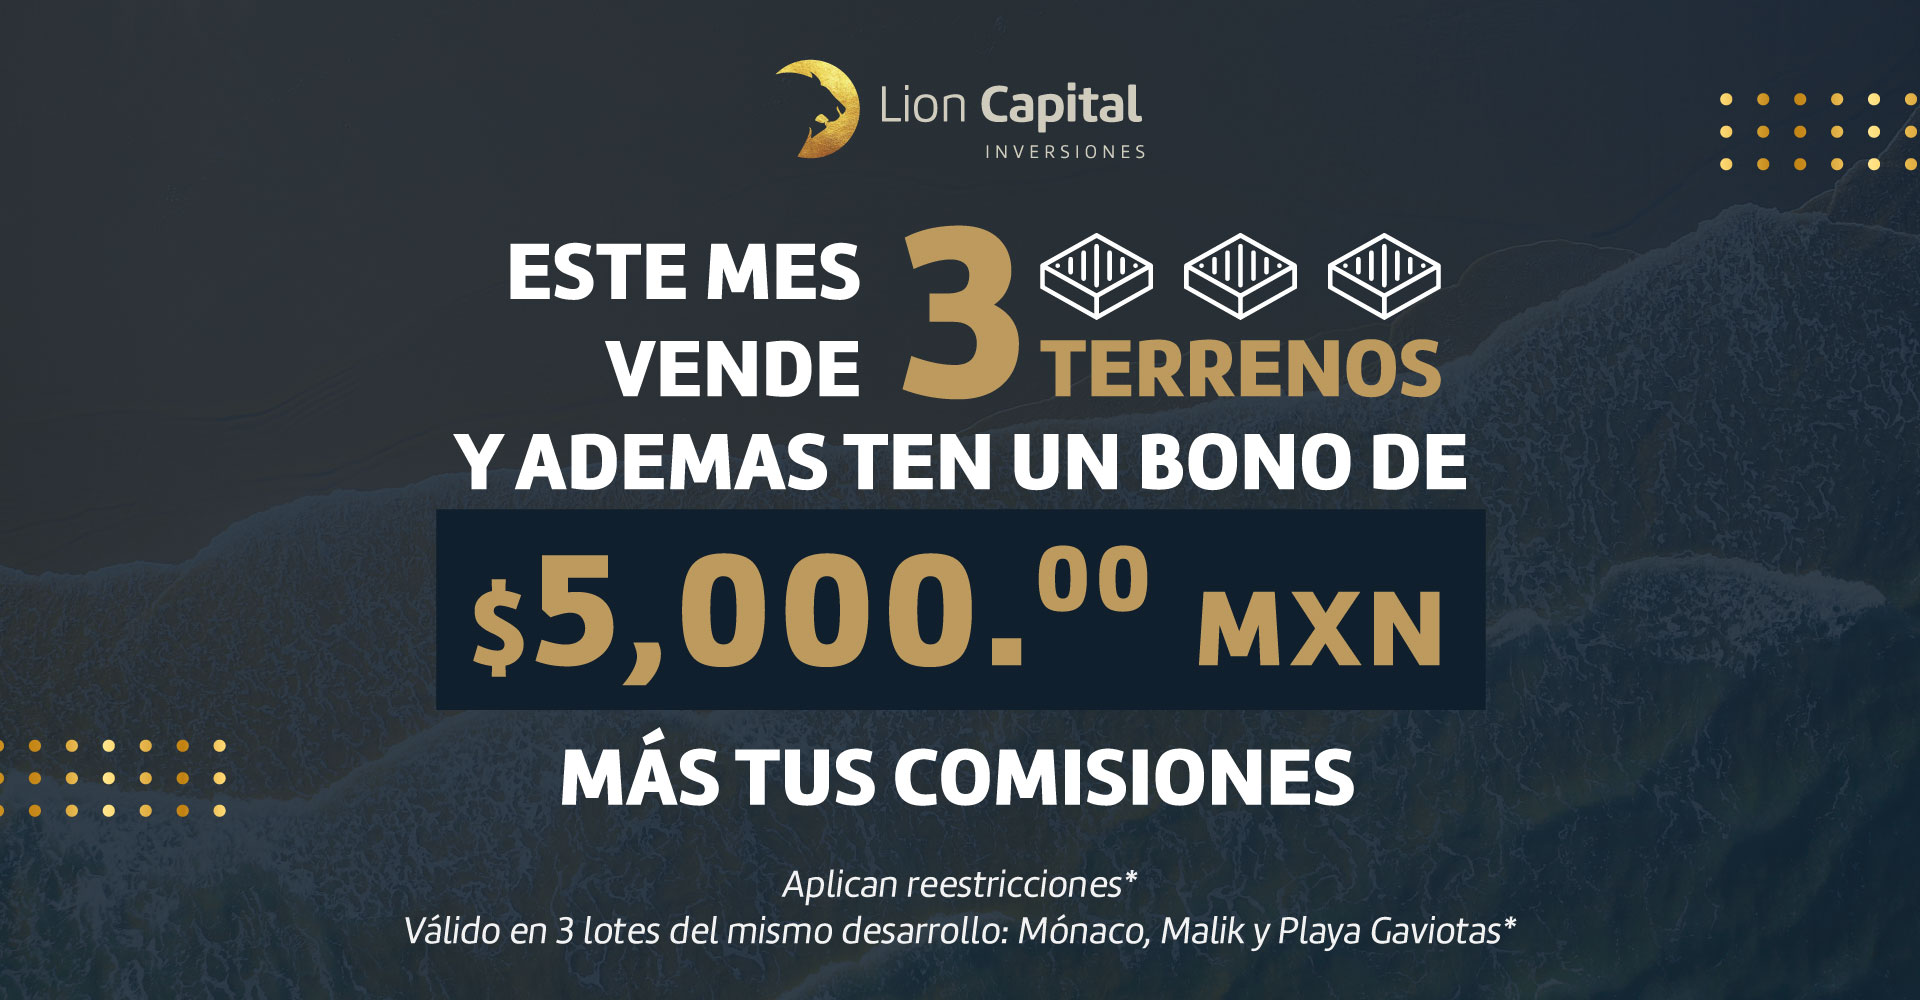 Lion Capital
INVERSIONES
ESTE MES
VENDE
3
TERRENOS
Y ADEMAS TEN UN BONO DE
$5,000.00 MXN
MÁS TUS COMISIONES
Aplican reestricciones*
Válido en 3 lotes del mismo desarrollo: Mónaco, Malik y Playa Gaviotas*